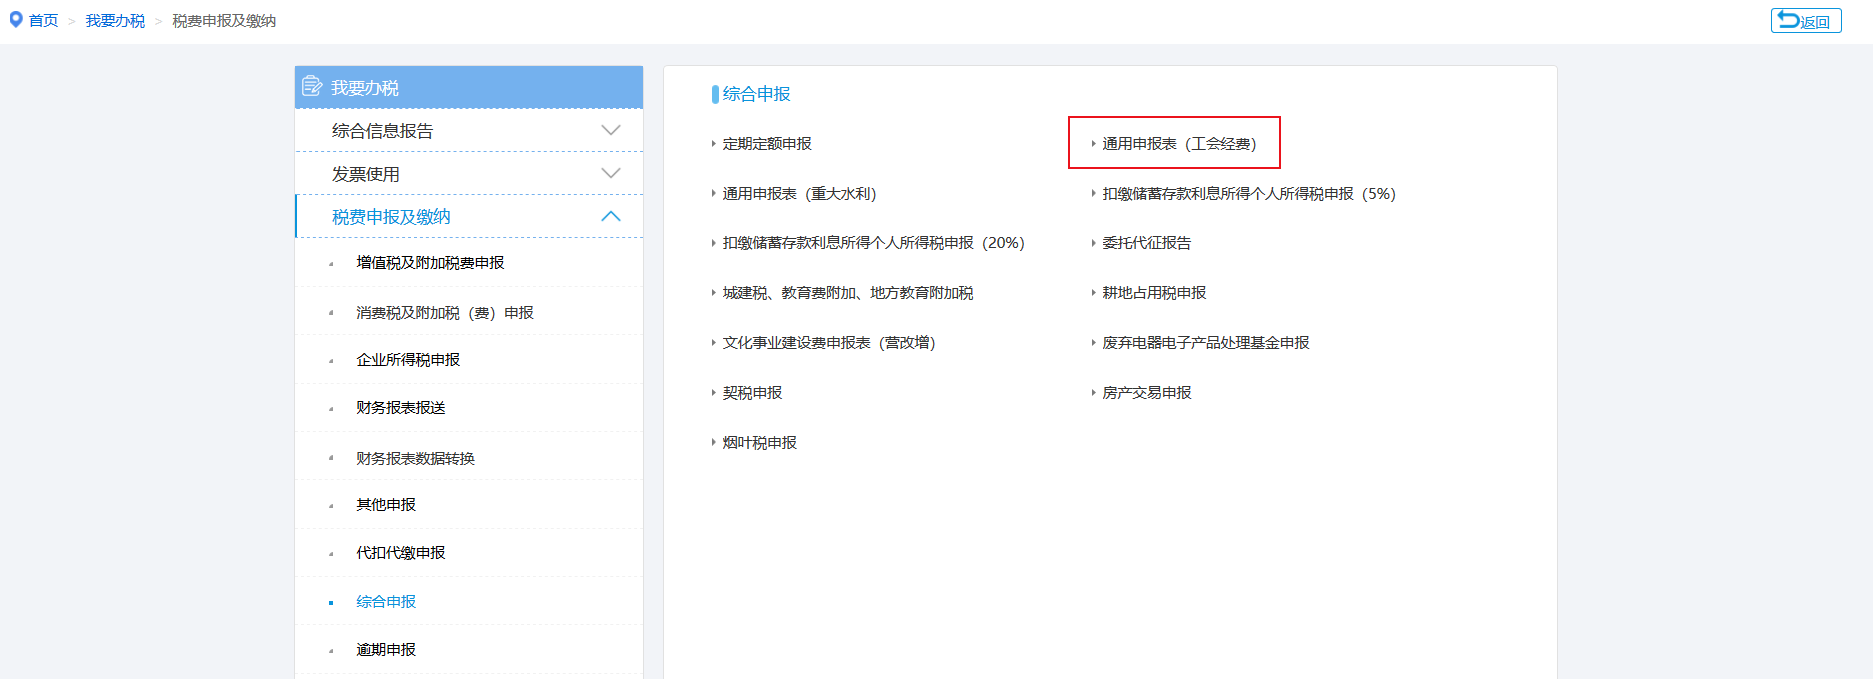 首页 > 我要办税 > 税费申报及缴纳
返回
我要办税
综合信息报告
发票使用
税费申报及缴纳
增值税及附加税费申报
消费税及附加税（费）申报
企业所得税申报
财务报表报送
财务报表数据转换
其他申报
代扣代缴申报
综合申报
逾期申报
综合申报
定期定额申报
通用申报表（工会经费）
通用申报表（重大水利）
扣缴储蓄存款利息所得个人所得税申报（5%）
扣缴储蓄存款利息所得个人所得税申报（20%）
委托代征报告
城建税、教育费附加、地方教育附加税
耕地占用税申报
文化事业建设费申报表（营改增）
废弃电器电子产品处理基金申报
契税申报
房产交易申报
烟叶税申报